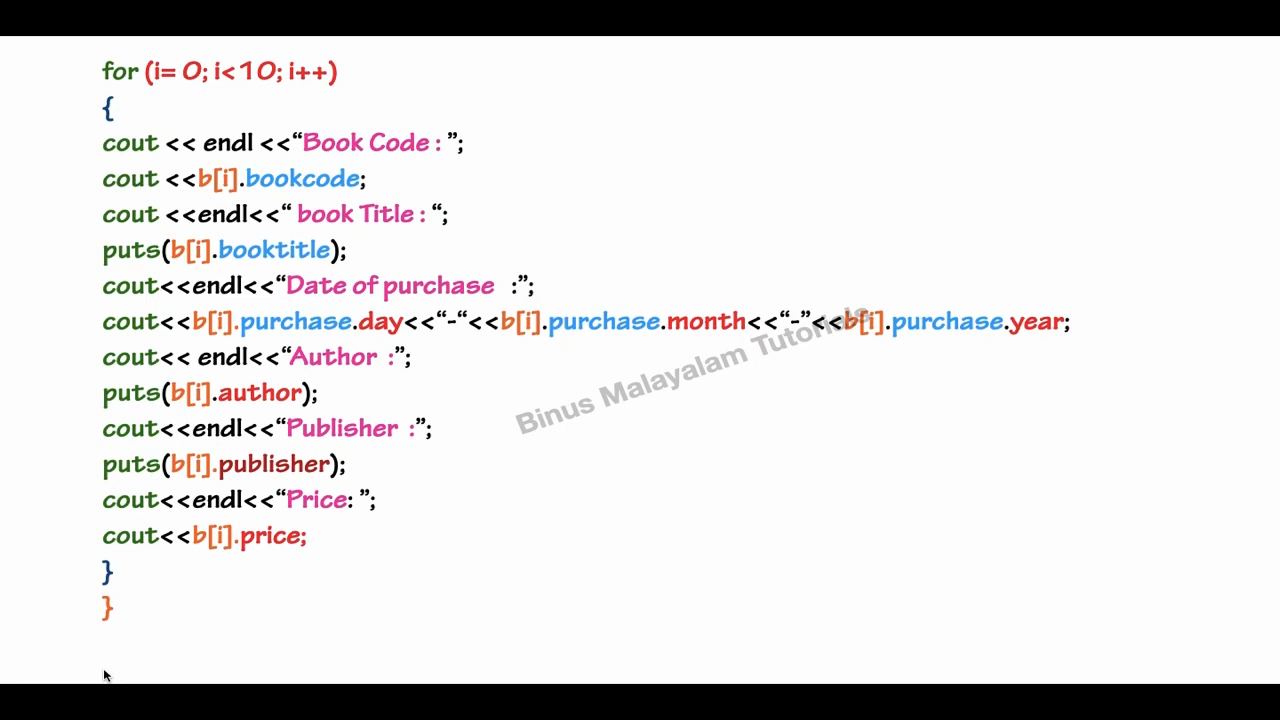 for (i= 0; i<10; i++)
{
cout << endl <<“Book Code : ”;
cout <<b[i].bookcode;
cout <<endl<<“ book Title : “;
puts(b[i].booktitle);
cout<<endl<<“Date of purchase   :”;
cout<<b[i].purchase.day<<“-“<<b[i].purchase.month<<“-”<<b[i].purchase.year;
cout<< endl<<“Author  :”;
puts(b[i].author);
cout<<endl<<“Publisher  :”;
puts(b[i].publisher);
cout<<endl<<“Price: ”;
cout<<b[i].price;
}
}
Binus Malayalam Tutorials